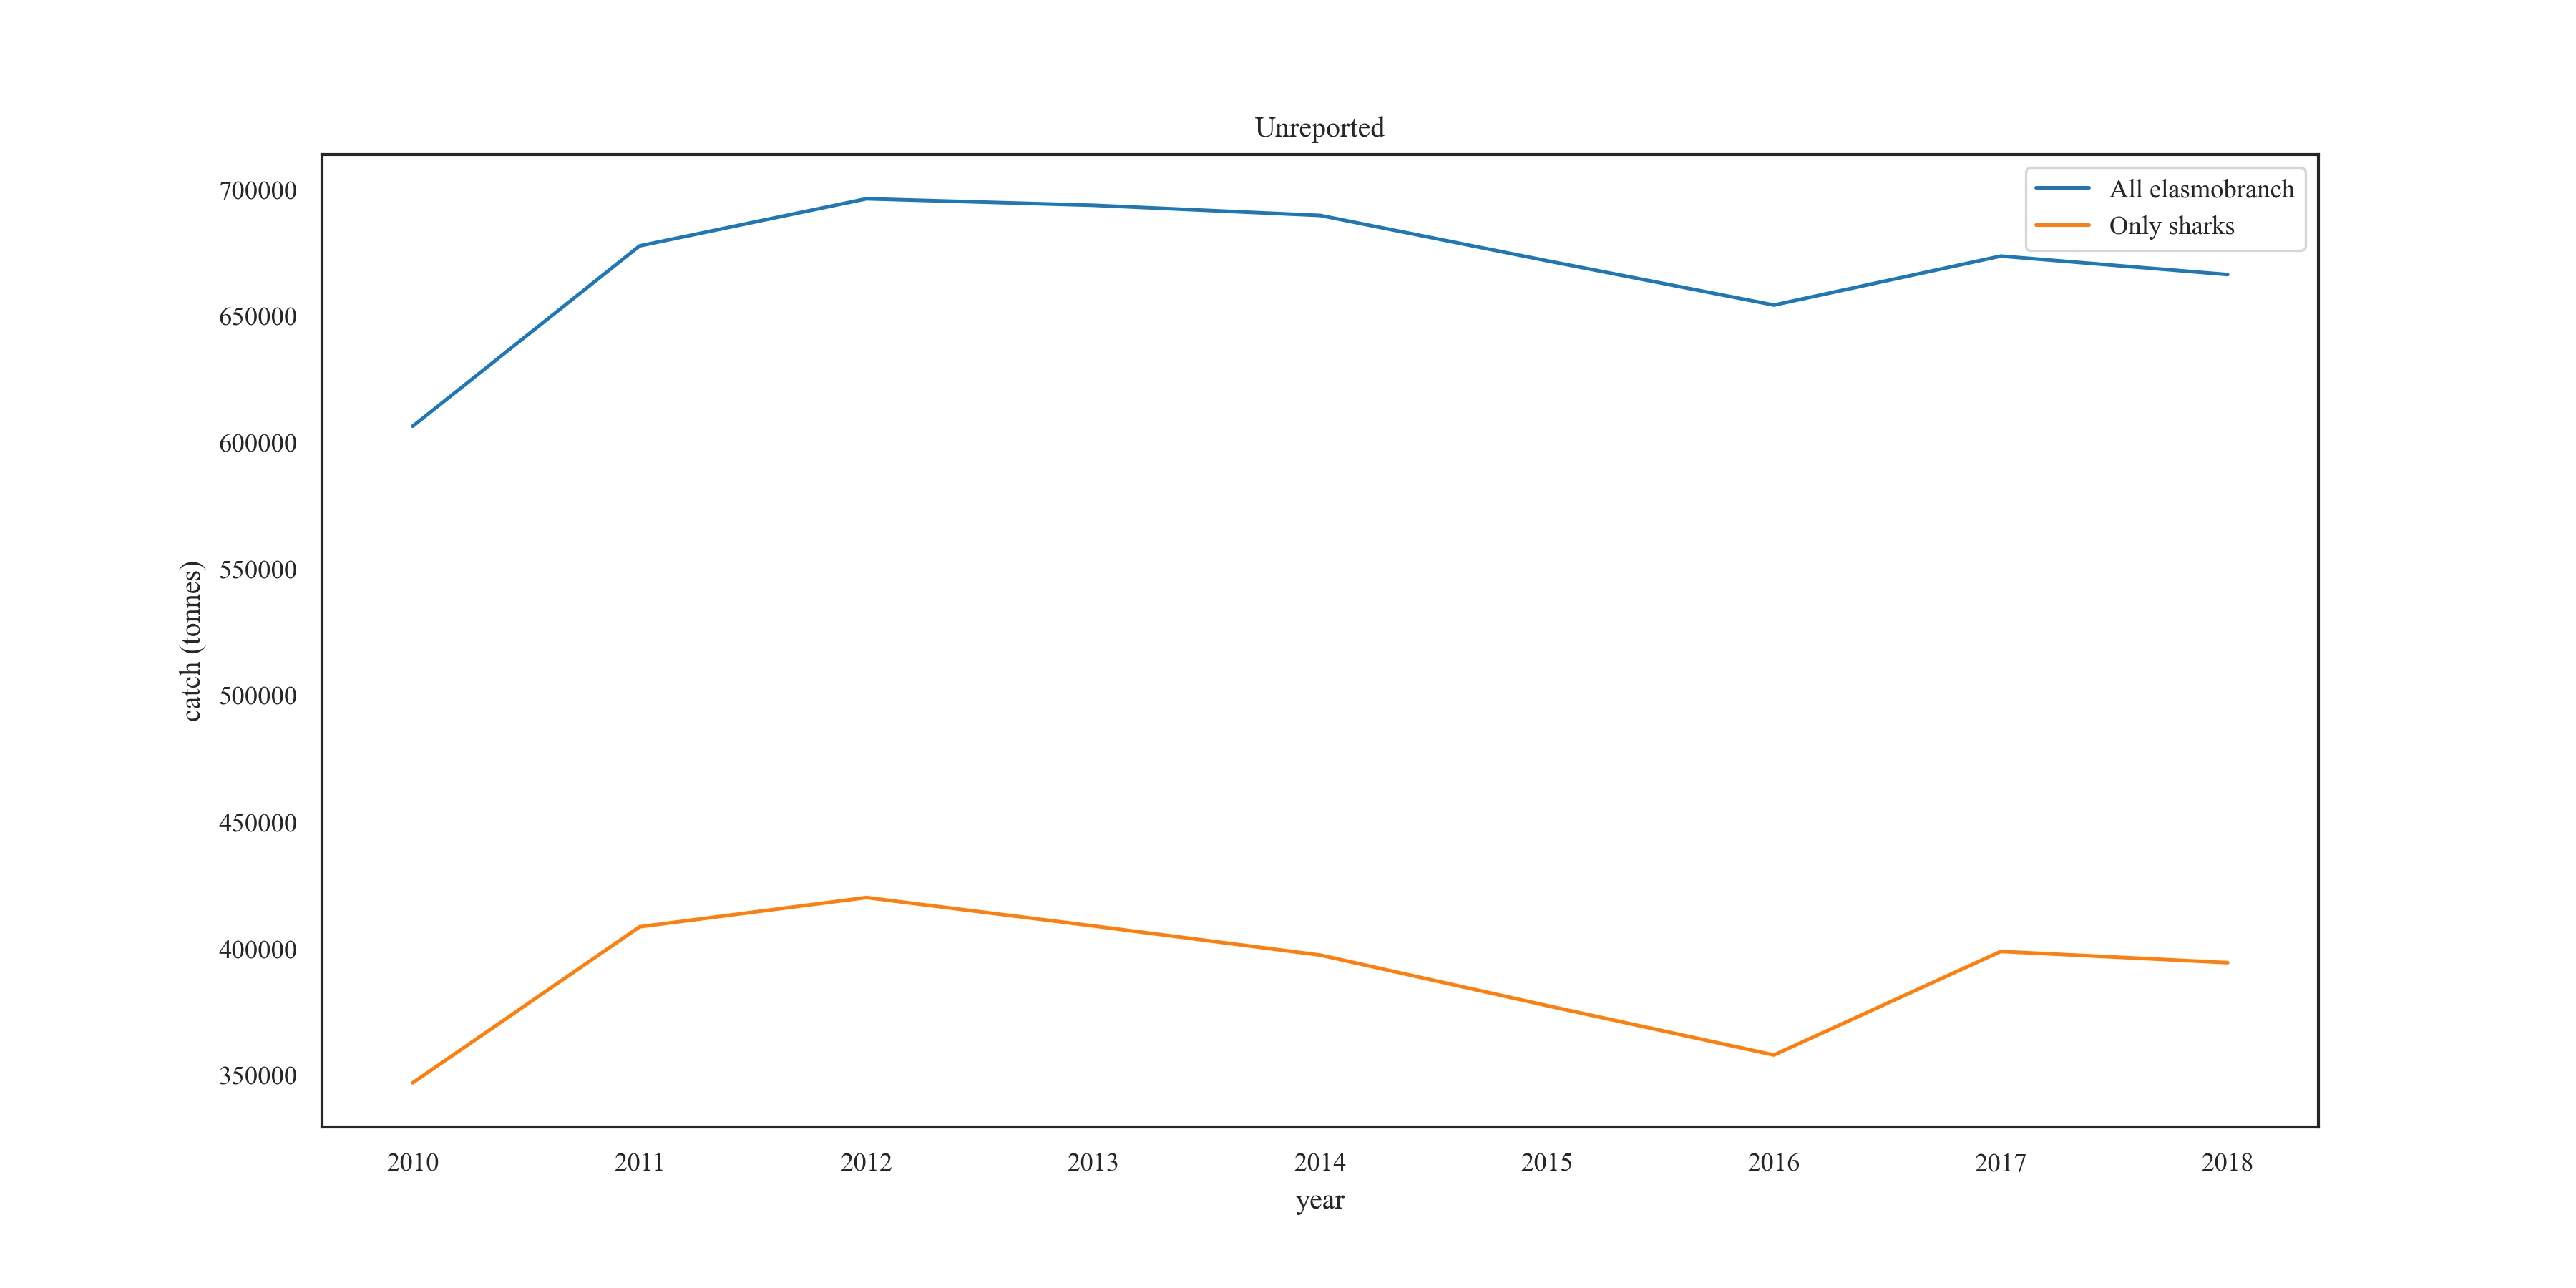 Unreported
All elasmobranch
Only sharks
700000
650000
600000
550000
500000
450000
400000
350000
catch (tonnes)
2010 2011 2012 2013 2014 2015 2016 2017 2018
year